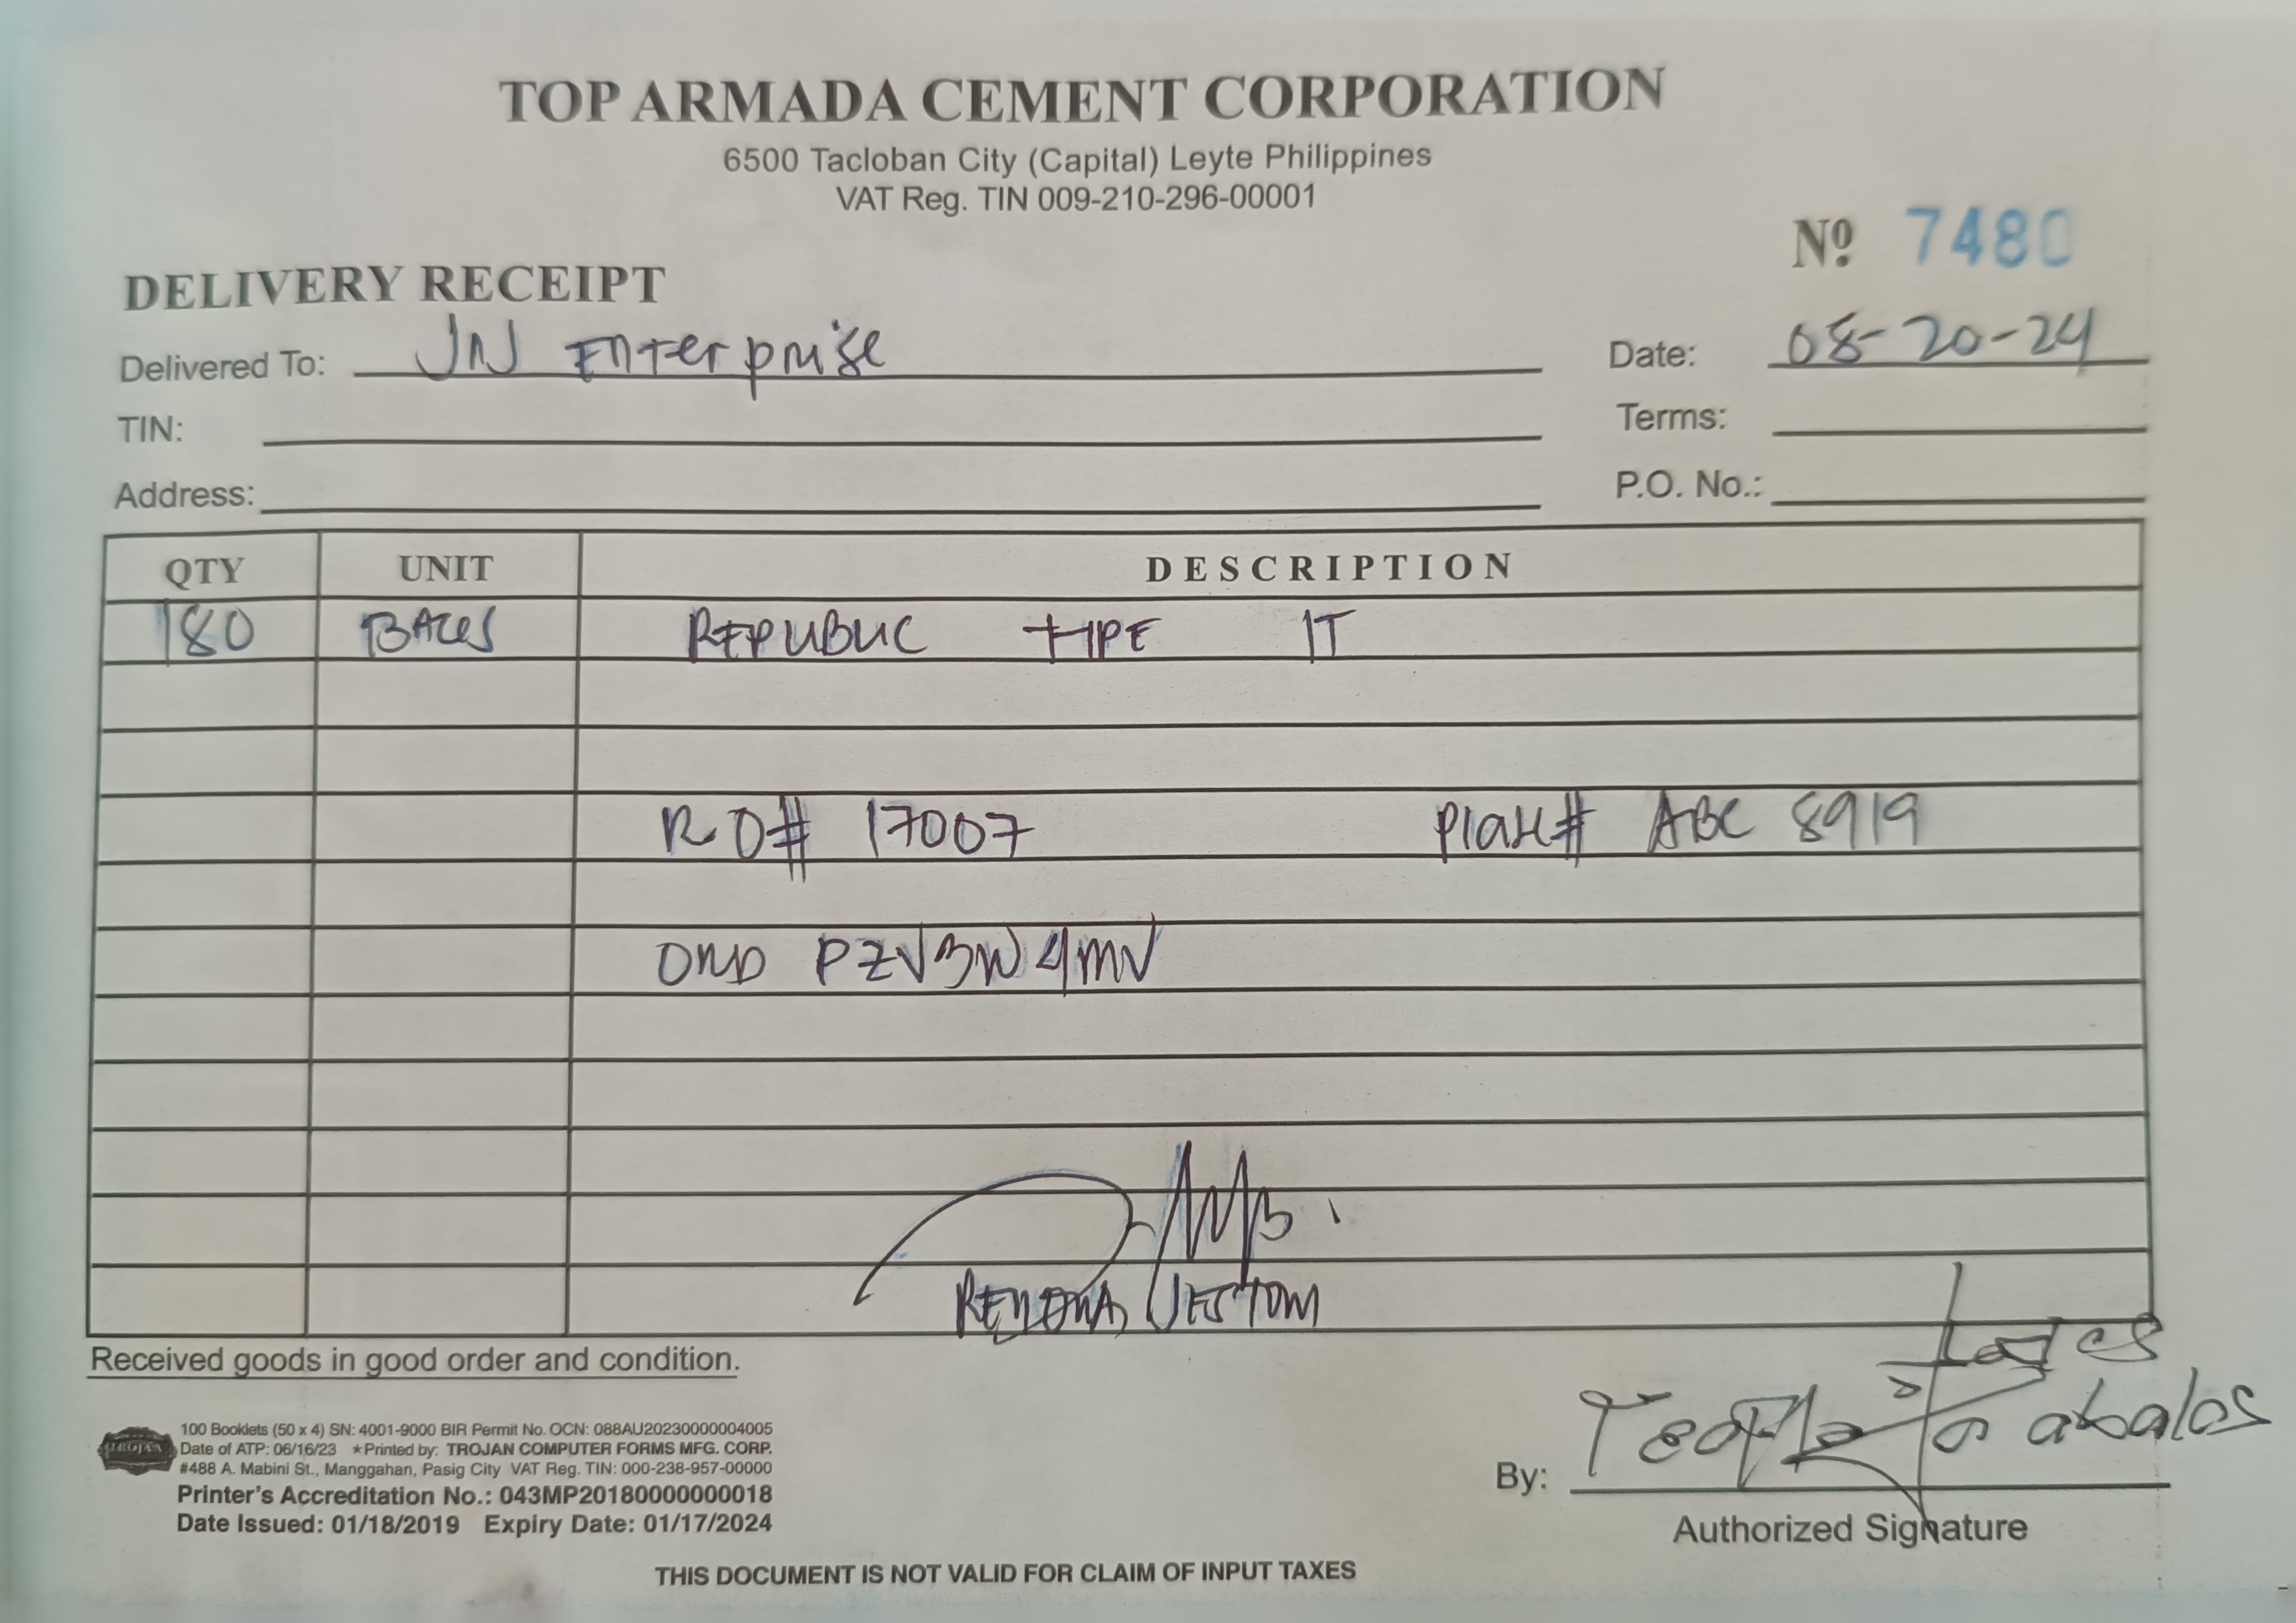 TOP ARMADA CEMENT CORPORATION
6500 Tacloban City (Capital) Leyte Philippines
VAT Reg. TIN 009-210-296-00001
Nº 7480
DELIVERY RECEIPT
Delivered To: JN Enterprise Date: 08-20-24
TIN: Terms:
Address: P.O. No.:
QTY UNIT DESCRIPTION
180 BAGS REPUBLIC TYPE 1T
RO# 17007 Plate# ABC 8919
PZV3W4MV
Received goods in good order and condition.
TROJAN
100 Booklets (50 x 4) SN: 4001-9000 BIR Permit No. OCN: 088AU20230000004005
Date of ATP: 06/16/23 ★Printed by: TROJAN COMPUTER FORMS MFG. CORP.
#488 A. Mabini St., Manggahan, Pasig City VAT Reg. TIN: 000-238-957-00000
Printer's Accreditation No.: 043MP20180000000018
Date Issued: 01/18/2019 Expiry Date: 01/17/2024
By: abalos
Authorized Signature
THIS DOCUMENT IS NOT VALID FOR CLAIM OF INPUT TAXES